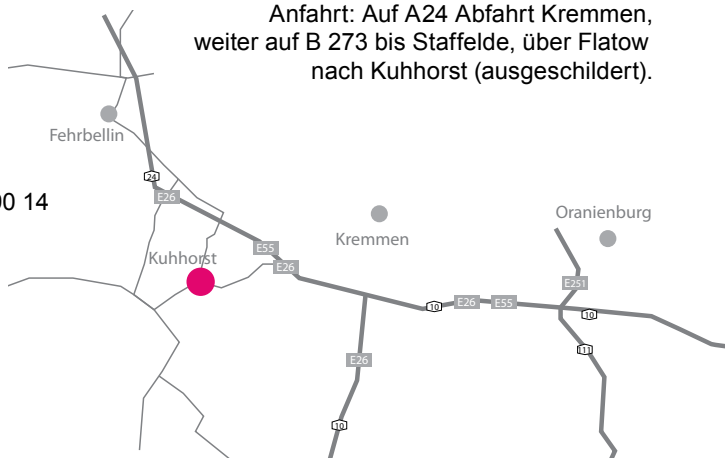 Anfahrt: Auf A24 Abfahrt Kremmen,
weiter auf B 273 bis Staffelde, über Flatow
nach Kuhhorst (ausgeschildert).
Fehrbellin
24
E26
00 14
Kremmen
Oranienburg
Kuhhorst
E55
E26
E251
10
E26
E55
10
E26
111
10